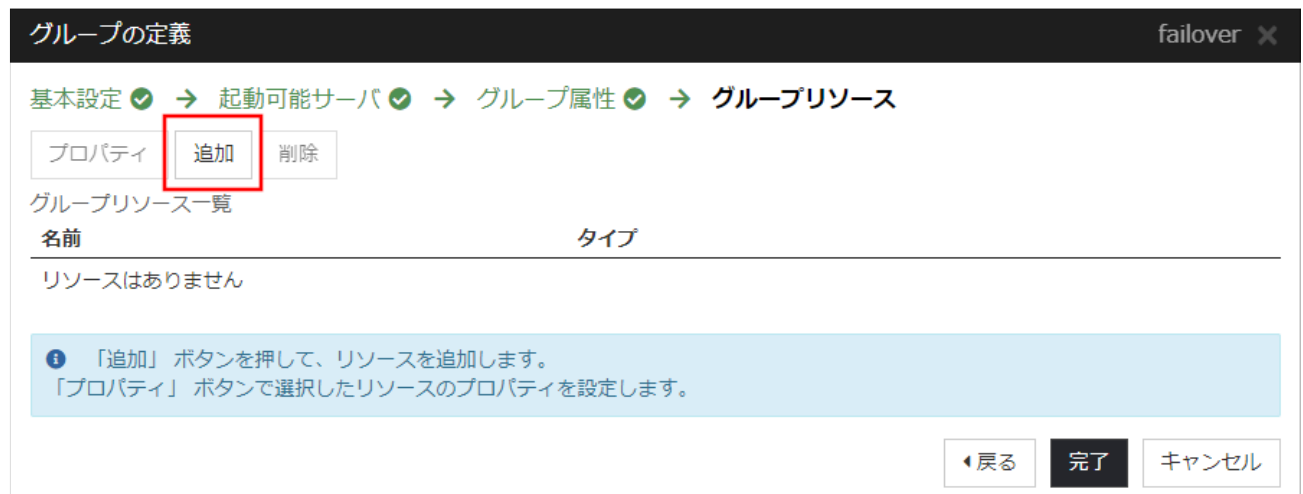 グループの定義 failover
基本設定 → 起動可能サーバ → グループ属性 → グループリソース
プロパティ 追加 削除
グループリソース一覧
名前 タイプ
リソースはありません
「追加」 ボタンを押して、リソースを追加します。
「プロパティ」 ボタンで選択したリソースのプロパティを設定します。
戻る 完了 キャンセル